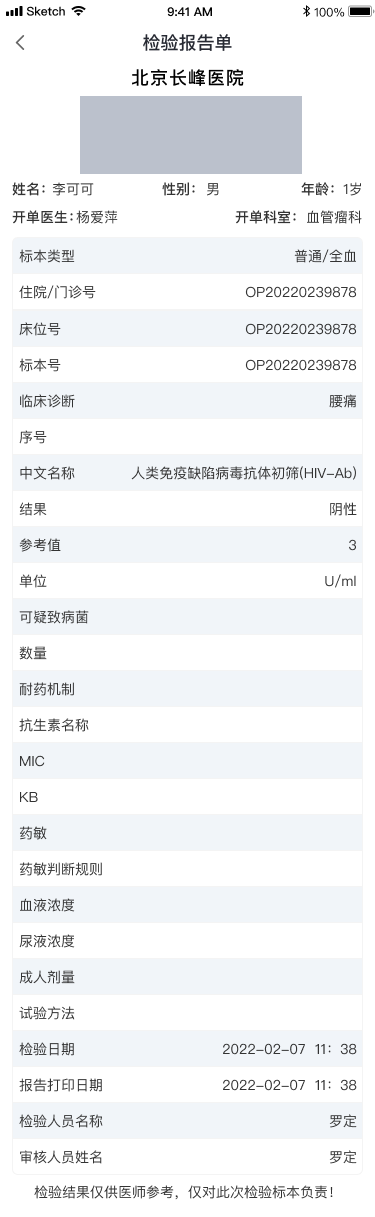 Sketch 9:41 AM 100%
检验报告单
北京长峰医院
姓名：李可可 性别：男 年龄：1岁
开单医生：杨爱萍 开单科室：血管瘤科
标本类型 普通/全血
住院/门诊号 OP20220239878
床位号 OP20220239878
标本号 OP20220239878
临床诊断 腰痛
序号
中文名称 人类免疫缺陷病毒抗体初筛(HIV-Ab)
结果 阴性
参考值 3
单位 U/ml
可疑致病菌
数量
耐药机制
抗生素名称
MIC
KB
药敏
药敏判断规则
血液浓度
尿液浓度
成人剂量
试验方法
检验日期 2022-02-07 11：38
报告打印日期 2022-02-07 11：38
检验人员名称 罗定
审核人员姓名 罗定
检验结果仅供医师参考，仅对此次检验标本负责！